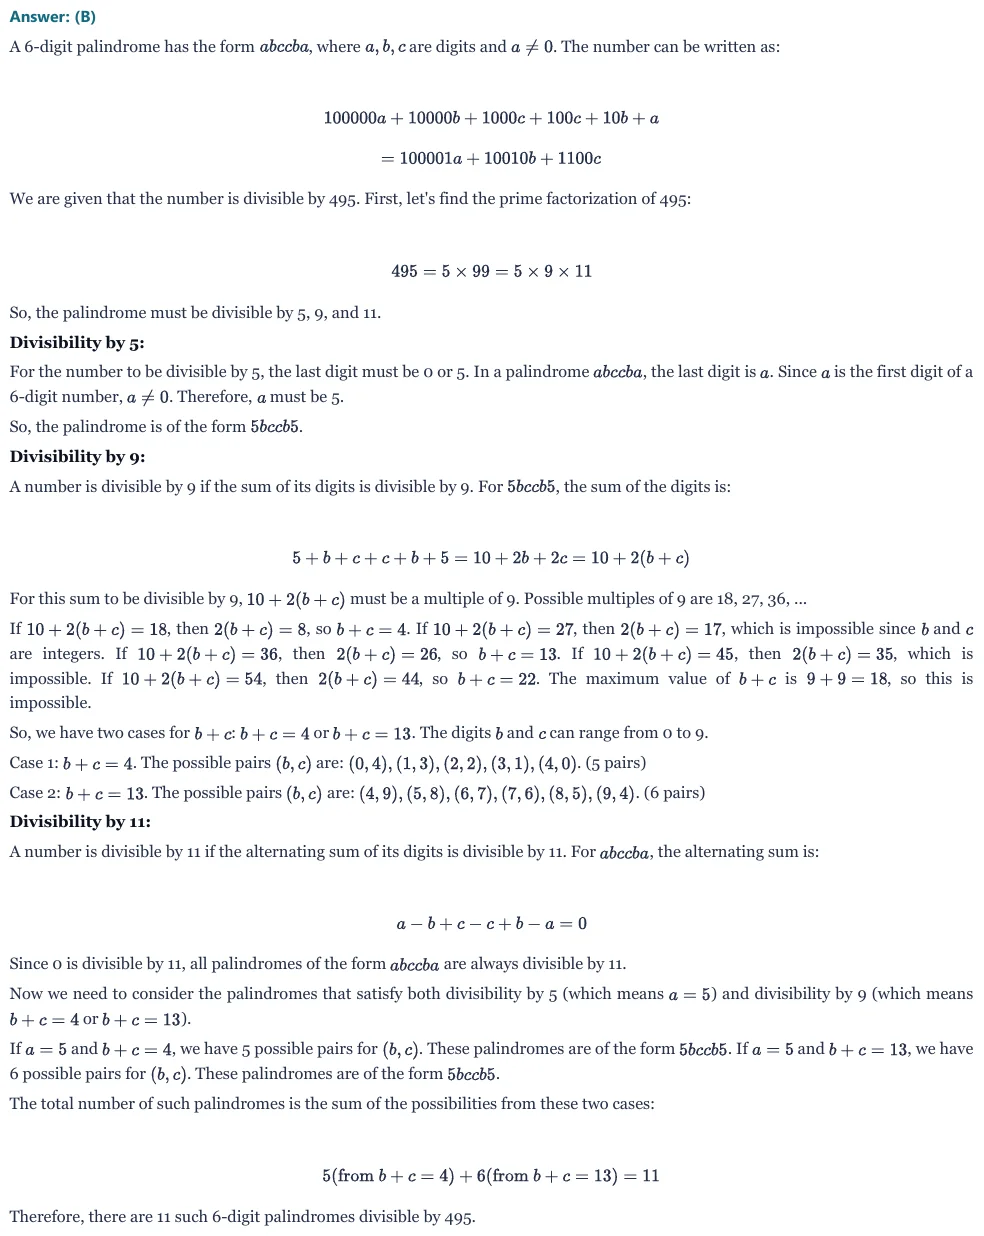 Answer: (B)
A 6-digit palindrome has the form abccba, where a, b, c are digits and a ≠ 0. The number can be written as:
100000a + 10000b + 1000c + 100c + 10b + a
= 100001a + 10010b + 1100c
We are given that the number is divisible by 495. First, let's find the prime factorization of 495:
495 = 5 × 99 = 5 × 9 × 11
So, the palindrome must be divisible by 5, 9, and 11.
Divisibility by 5:
For the number to be divisible by 5, the last digit must be 0 or 5. In a palindrome abccba, the last digit is a. Since a is the first digit of a
6-digit number, a ≠ 0. Therefore, a must be 5.
So, the palindrome is of the form 5bccb5.
Divisibility by 9:
A number is divisible by 9 if the sum of its digits is divisible by 9. For 5bccb5, the sum of the digits is:
5 + b + c + c + b + 5 = 10 + 2b + 2c = 10 + 2(b + c)
For this sum to be divisible by 9, 10 + 2(b + c) must be a multiple of 9. Possible multiples of 9 are 18, 27, 36, ...
If 10 + 2(b + c) = 18, then 2(b + c) = 8, so b + c = 4. If 10 + 2(b + c) = 27, then 2(b + c) = 17, which is impossible since b and c
are integers. If 10 + 2(b + c) = 36, then 2(b + c) = 26, so b + c = 13. If 10 + 2(b + c) = 45, then 2(b + c) = 35, which is
impossible. If 10 + 2(b + c) = 54, then 2(b + c) = 44, so b + c = 22. The maximum value of b + c is 9 + 9 = 18, so this is
impossible.
So, we have two cases for b + c: b + c = 4 or b + c = 13. The digits b and c can range from 0 to 9.
Case 1: b + c = 4. The possible pairs (b, c) are: (0, 4), (1, 3), (2, 2), (3, 1), (4, 0). (5 pairs)
Case 2: b + c = 13. The possible pairs (b, c) are: (4, 9), (5, 8), (6, 7), (7, 6), (8, 5), (9, 4). (6 pairs)
Divisibility by 11:
A number is divisible by 11 if the alternating sum of its digits is divisible by 11. For abccba, the alternating sum is:
a − b + c − c + b − a = 0
Since 0 is divisible by 11, all palindromes of the form abccba are always divisible by 11.
Now we need to consider the palindromes that satisfy both divisibility by 5 (which means a = 5) and divisibility by 9 (which means
b + c = 4 or b + c = 13).
If a = 5 and b + c = 4, we have 5 possible pairs for (b, c). These palindromes are of the form 5bccb5. If a = 5 and b + c = 13, we have
6 possible pairs for (b, c). These palindromes are of the form 5bccb5.
The total number of such palindromes is the sum of the possibilities from these two cases:
5(from b + c = 4) + 6(from b + c = 13) = 11
Therefore, there are 11 such 6-digit palindromes divisible by 495.